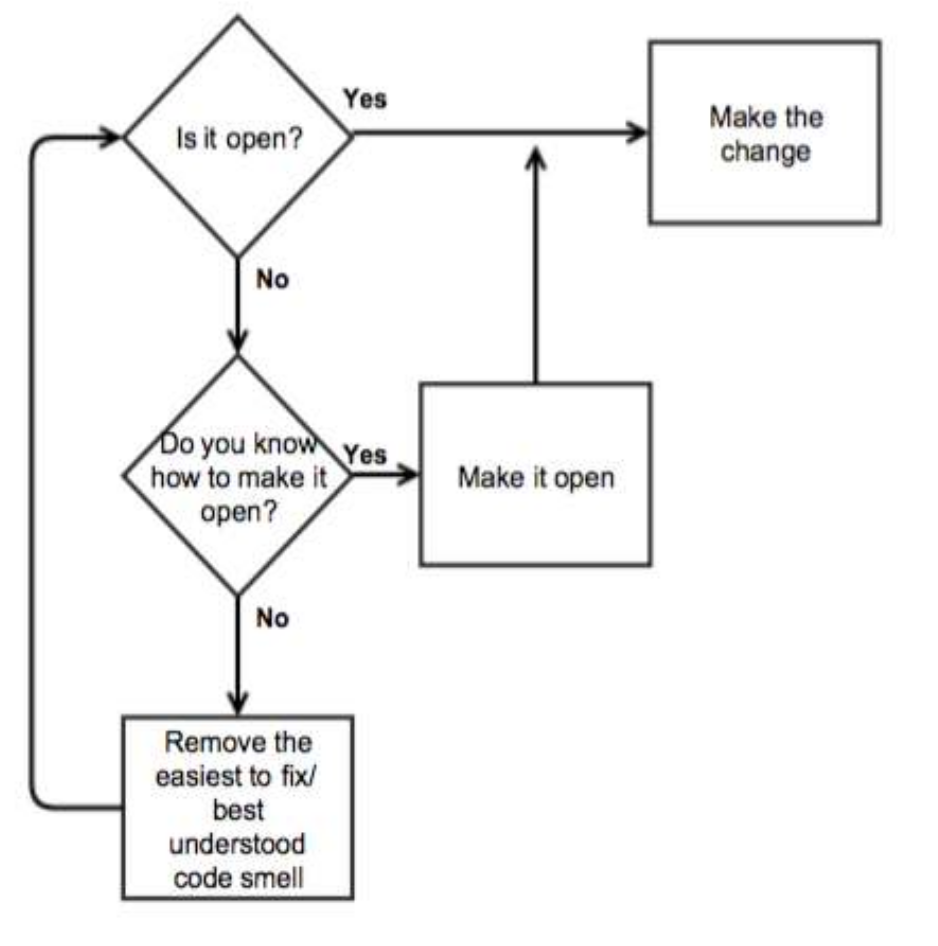 Is it open?
Yes
Make the
change
No
Do you know
how to make it
open?
Yes
Make it open
No
Remove the
easiest to fix/
best
understood
code smell